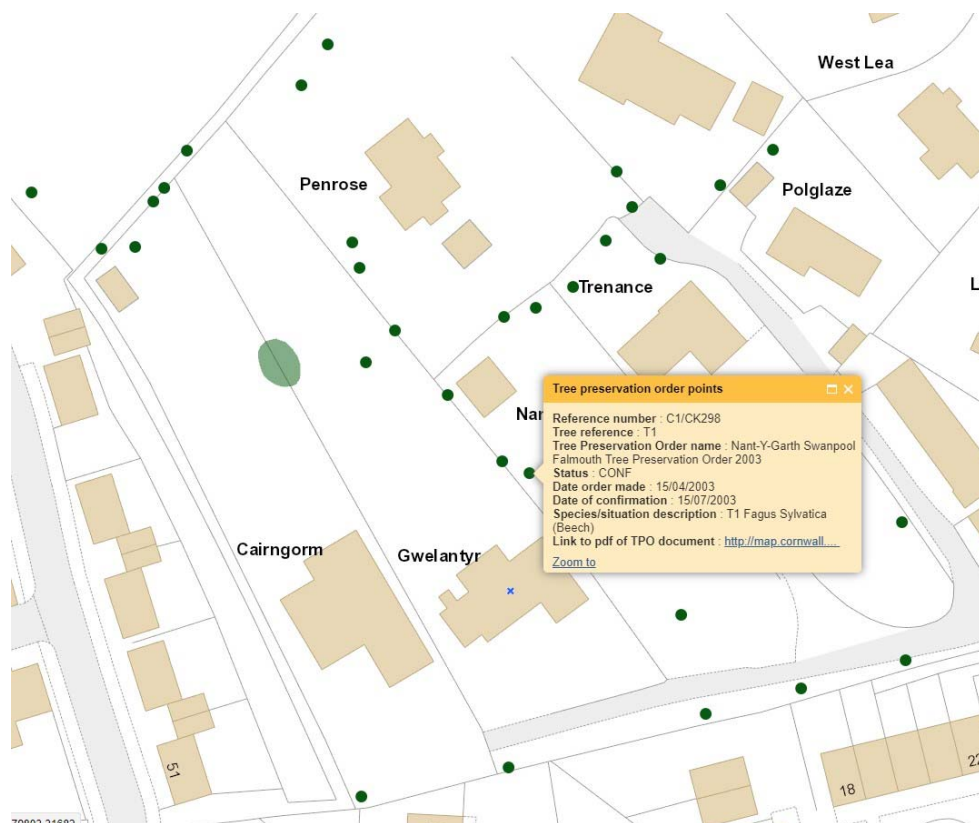 West Lea
Penrose
Polglaze
Trenance
L
Nan
Tree preservation order points
Reference number : C1/CK298
Tree reference : T1
Tree Preservation Order name : Nant-Y-Garth Swanpool
Falmouth Tree Preservation Order 2003
Status : CONF
Date order made : 15/04/2003
Date of confirmation : 15/07/2003
Species/situation description : T1 Fagus Sylvatica
(Beech)
Link to pdf of TPO document : http://map.cornwall....
Zoom to
Cairngorm
Gwelantyr
51
18
22